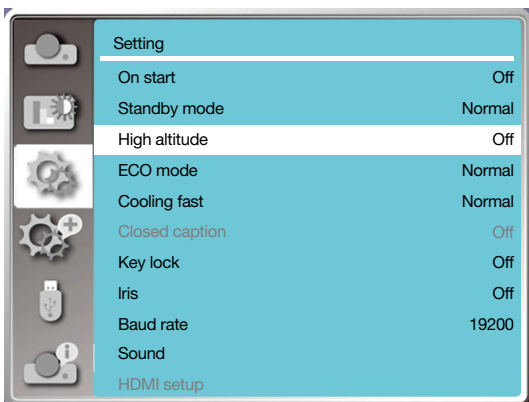 Setting
On start Off
Standby mode Normal
High altitude Off
ECO mode Normal
Cooling fast Normal
Closed caption Off
Key lock Off
Iris Off
Baud rate 19200
Sound
HDMI setup